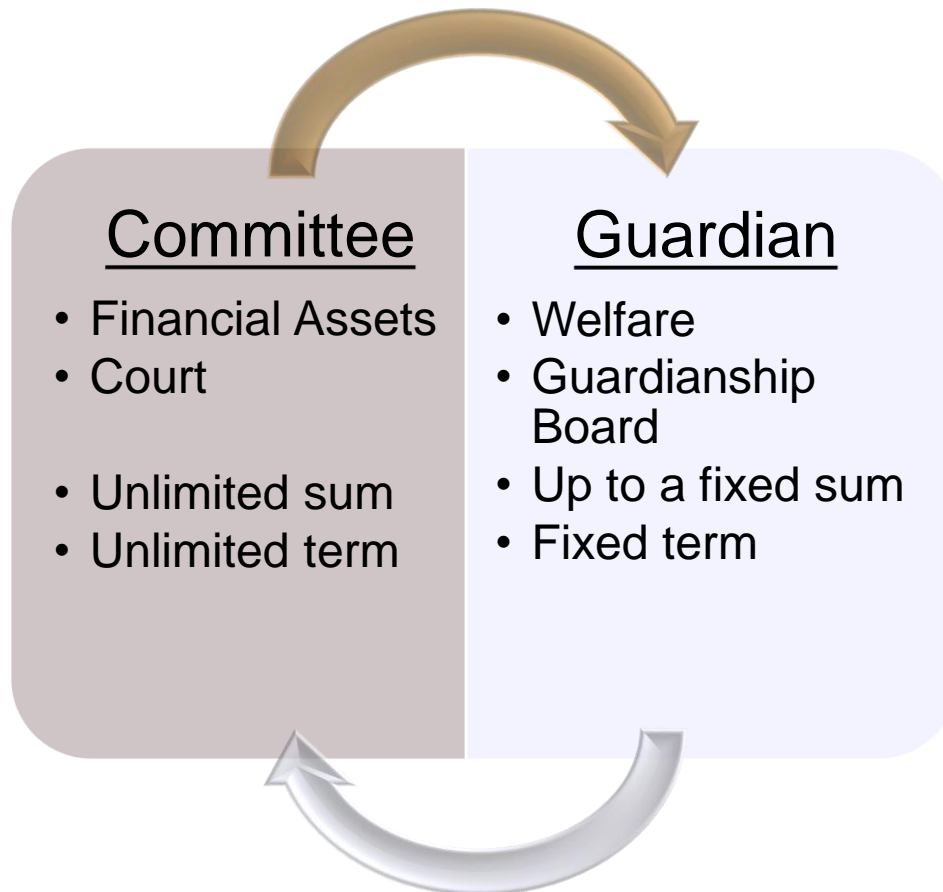 Committee
• Financial Assets
• Court
• Unlimited sum
• Unlimited term
Guardian
• Welfare
• Guardianship
Board
• Up to a fixed sum
• Fixed term